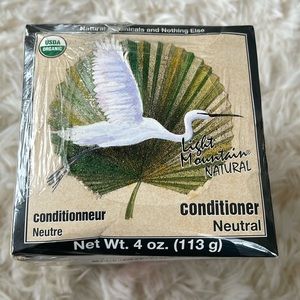 Natural Botanicals and Nothing Else
USDA
ORGANIC
Light
Mountain
NATURAL
conditionneur
Neutre
conditioner
Neutral
Net Wt. 4 oz. (113 g)